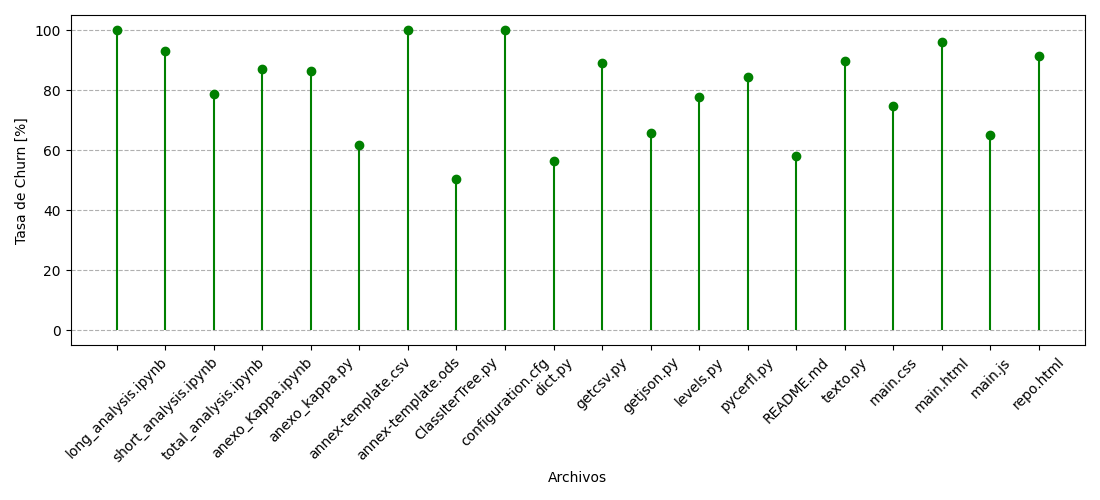 Tasa de Churn [%]
100
80
60
40
20
0
long_analysis.ipynb
short_analysis.ipynb
total_analysis.ipynb
anexo_Kappa.ipynb
anexo_kappa.py
annex-template.csv
annex-template.ods
ClassIterTree.py
configuration.cfg
dict.py
getcsv.py
getjson.py
levels.py
pycerfl.py
README.md
texto.py
main.css
main.html
main.js
repo.html
Archivos